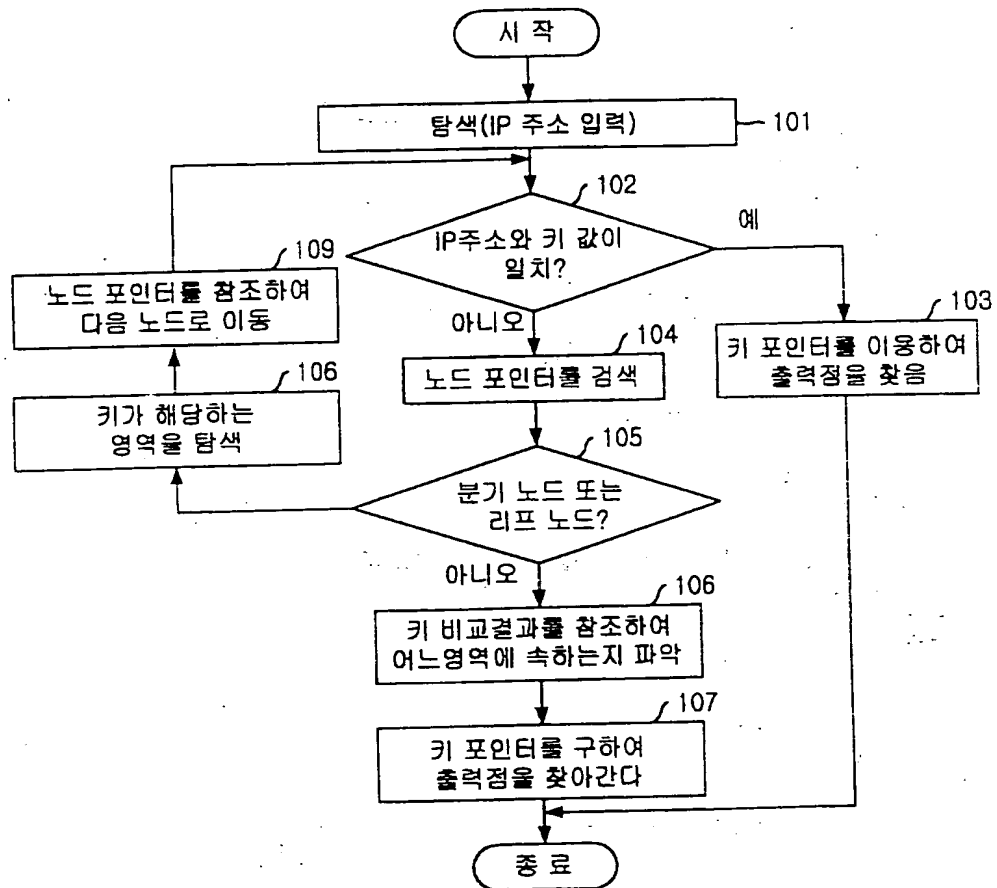 시 작
탐색(IP 주소 입력)
101
102
IP주소와 키 값이
일치?
예
아니오
103
키 포인터를 이용하여
출력점을 찾음
104
노드 포인터를 검색
105
분기 노드 또는
리프 노드?
109
노드 포인터를 참조하여
다음 노드로 이동
106
키가 해당하는
영역을 탐색
아니오
106
키 비교결과를 참조하여
어느영역에 속하는지 파악
107
키 포인터를 구하여
출력점을 찾아간다
종 료